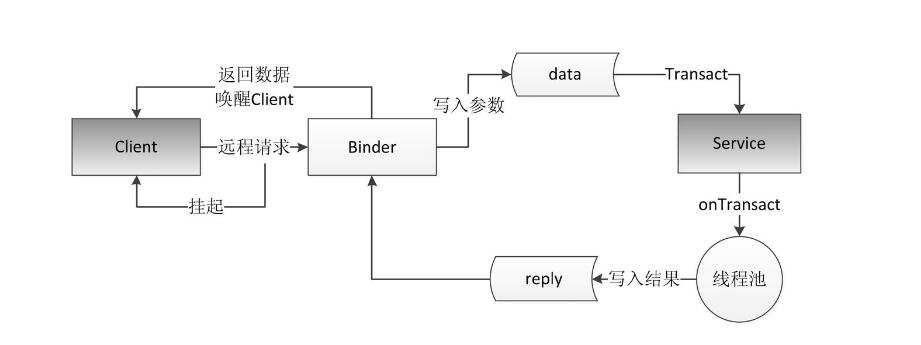 返回数据
唤醒Client
data
Transact
写入参数
Client
远程请求
Binder
Service
挂起
onTransact
reply
写入结果
线程池